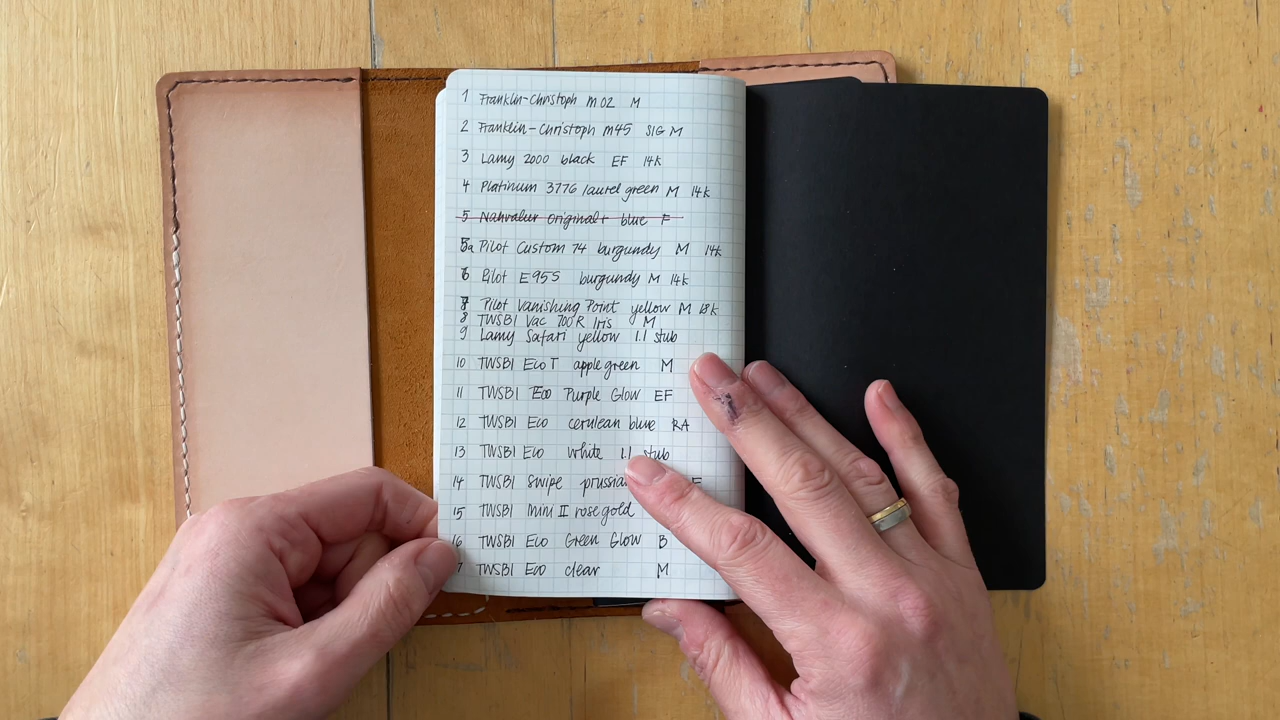 1 Franklin-Christoph m02 M
2 Franklin-Christoph m45 SIG M
3 Lamy 2000 black EF 14k
4 Platinum 3776 laurel green M 14k
5 Nahvalur original+ blue F
5a Pilot Custom 74 burgundy M 14k
6 Pilot E95S burgundy M 14k
7 Pilot Vanishing Point yellow M 18k
8 TWSBI Vac 700R Iris M
9 Lamy Safari yellow 1.1 stub
10 TWSBI Eco T apple green M
11 TWSBI Eco Purple Glow EF
12 TWSBI Eco cerulean blue RA
13 TWSBI Eco white 1.1 stub
14 TWSBI Swipe F
15 TWSBI mini II rose gold
16 TWSBI Eco Green Glow B
7 TWSBI Eco clear M